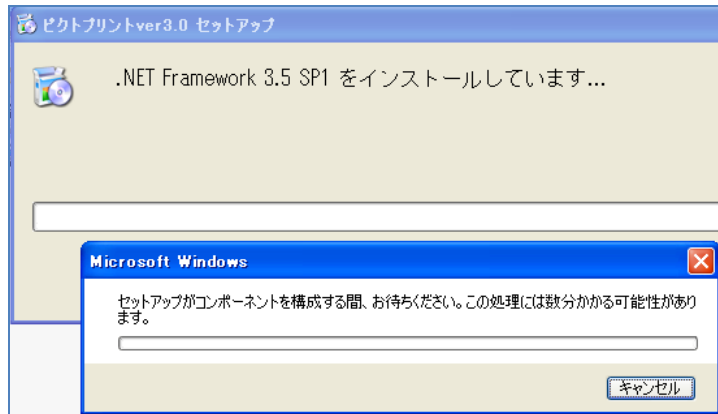 ピクトプリントver3.0 セットアップ
.NET Framework 3.5 SP1 をインストールしています...
Microsoft Windows
セットアップがコンポーネントを構成する間、お待ちください。この処理には数分かかる可能性があり
ます。
キャンセル